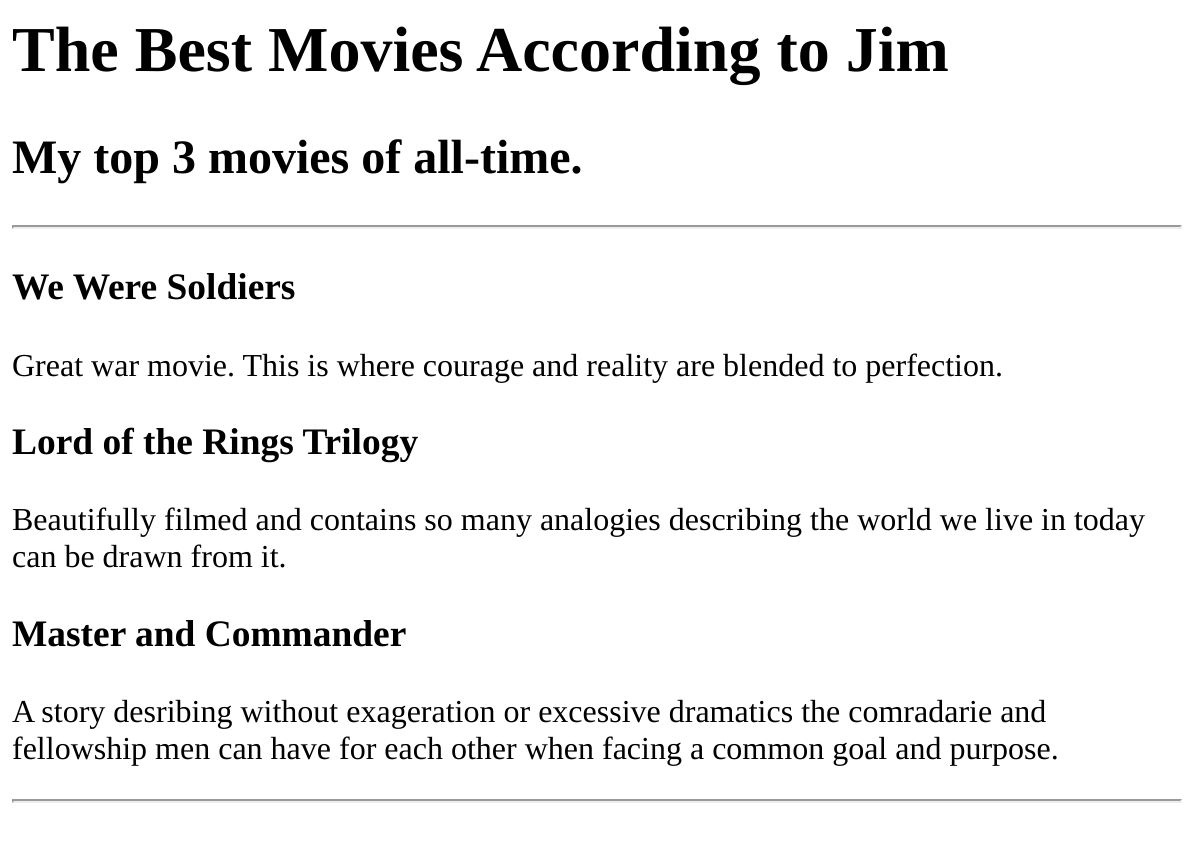 The Best Movies According to Jim
My top 3 movies of all-time.
We Were Soldiers
Great war movie. This is where courage and reality are blended to perfection.
Lord of the Rings Trilogy
Beautifully filmed and contains so many analogies describing the world we live in today
can be drawn from it.
Master and Commander
A story desribing without exageration or excessive dramatics the comradarie and
fellowship men can have for each other when facing a common goal and purpose.